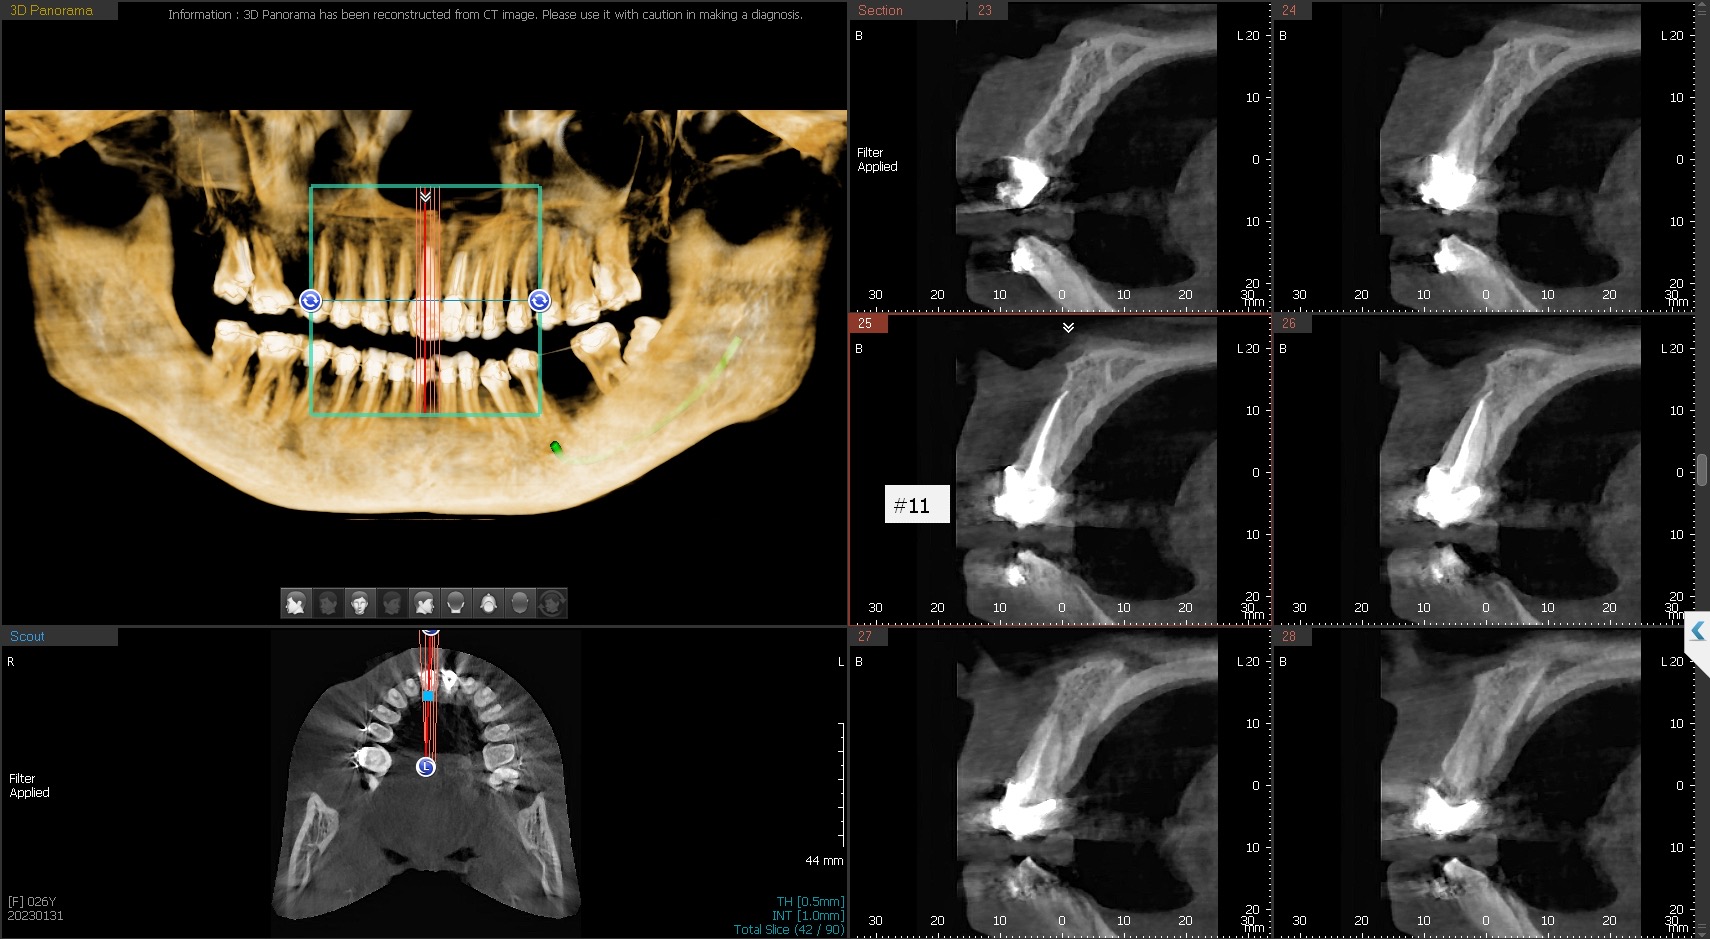 3D Panorama
Information : 3D Panorama has been reconstructed from CT image. Please use it with caution in making a diagnosis.
Section 23
B
L 20
10
0
10
20
mm
30 20 10 0 10 20 30
Filter
Applied
24
B
L 20
10
0
10
20
mm
30 20 10 0 10 20 30
25
B
L 20
10
0
10
20
mm
30 20 10 0 10 20 30
#11
26
B
L 20
10
0
10
20
mm
30 20 10 0 10 20 30
Scout
R
L
L
Filter
Applied
44 mm
[F] 026Y
20230131
TH [0.5mm]
INT [1.0mm]
Total Slice (42 / 90)
27
B
L 20
10
0
10
20
mm
30 20 10 0 10 20 30
28
B
L 20
10
0
10
20
mm
30 20 10 0 10 20 30